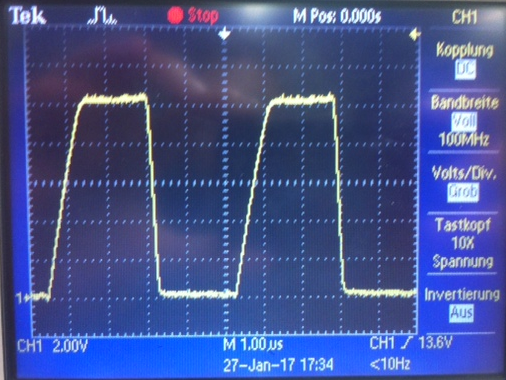 Tek Stop M Pos: 0.000s CH1
Kopplung
DC
Bandbreite
Voll
100MHz
Volts/Div.
Grob
Tastkopf
10X
Spannung
Invertierung
Aus
1
CH1 2.00V M 1.00µs CH1 13.6V
27-Jan-17 17:34 <10Hz